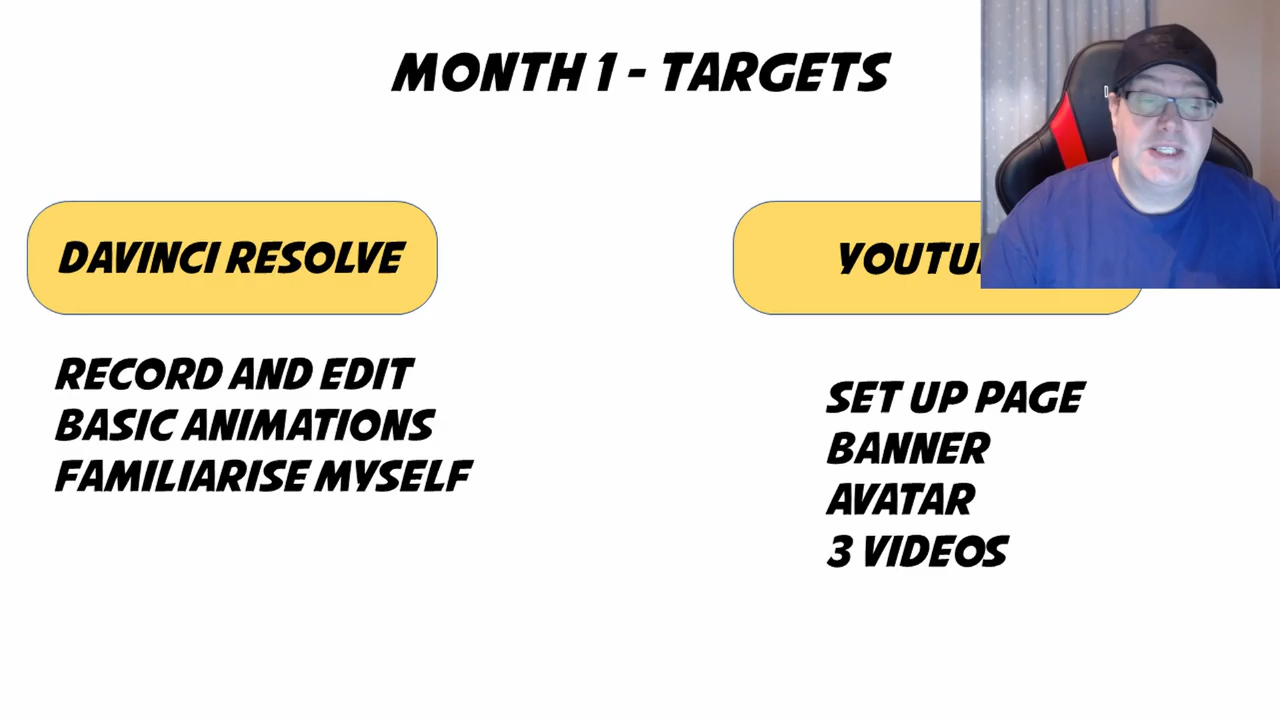 MONTH 1 - TARGETS
DAVINCI RESOLVE
RECORD AND EDIT
BASIC ANIMATIONS
FAMILIARISE MYSELF
SET UP PAGE
BANNER
AVATAR
3 VIDEOS